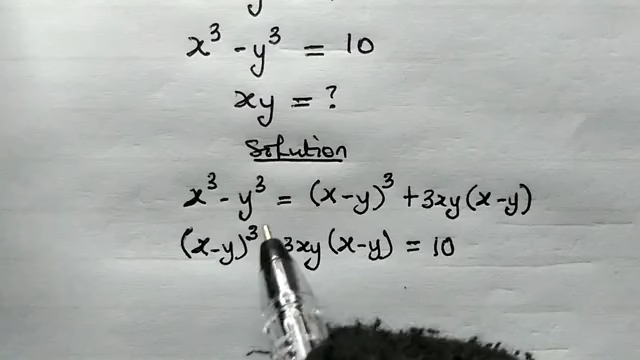 x³ - y³ = 10
xy = ?
Solution
x³ - y³ = (x-y)³ + 3xy(x-y)
(x-y)³ 3xy(x-y) = 10